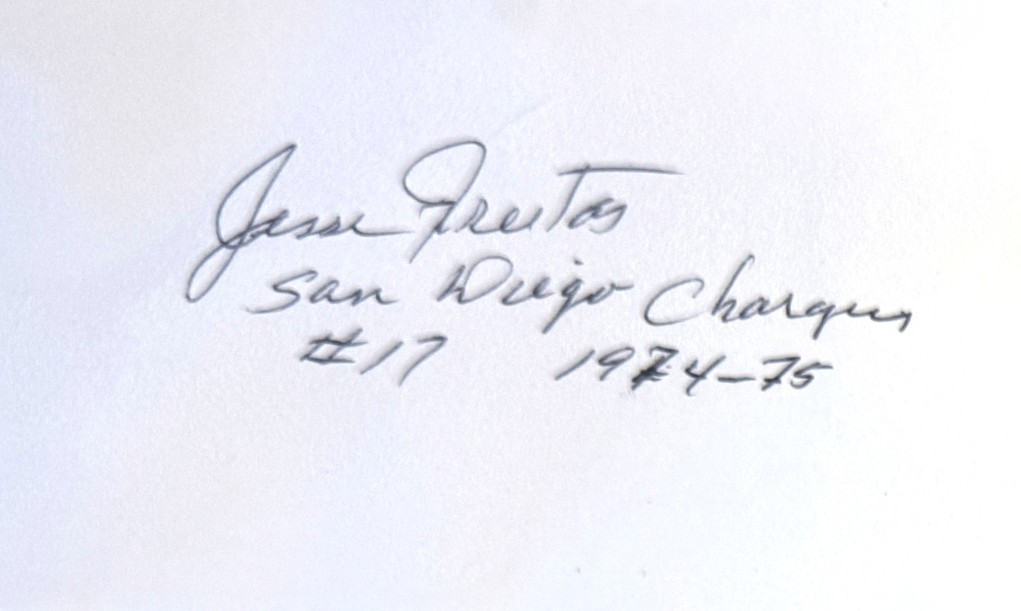 Jesse Freitas
San Diego Chargers
#17 1974-75